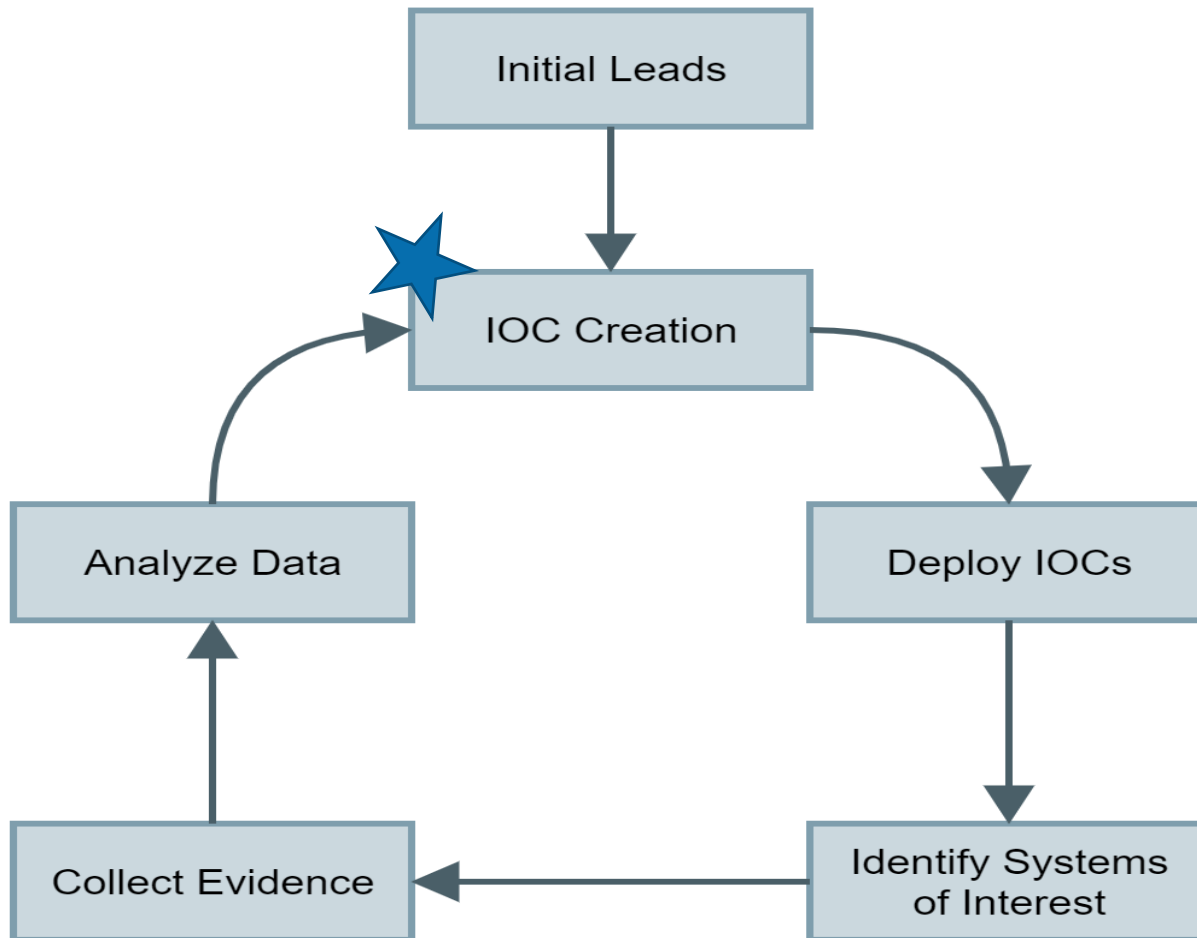 Initial Leads
IOC Creation
Analyze Data
Deploy IOCs
Collect Evidence
Identify Systems
of Interest